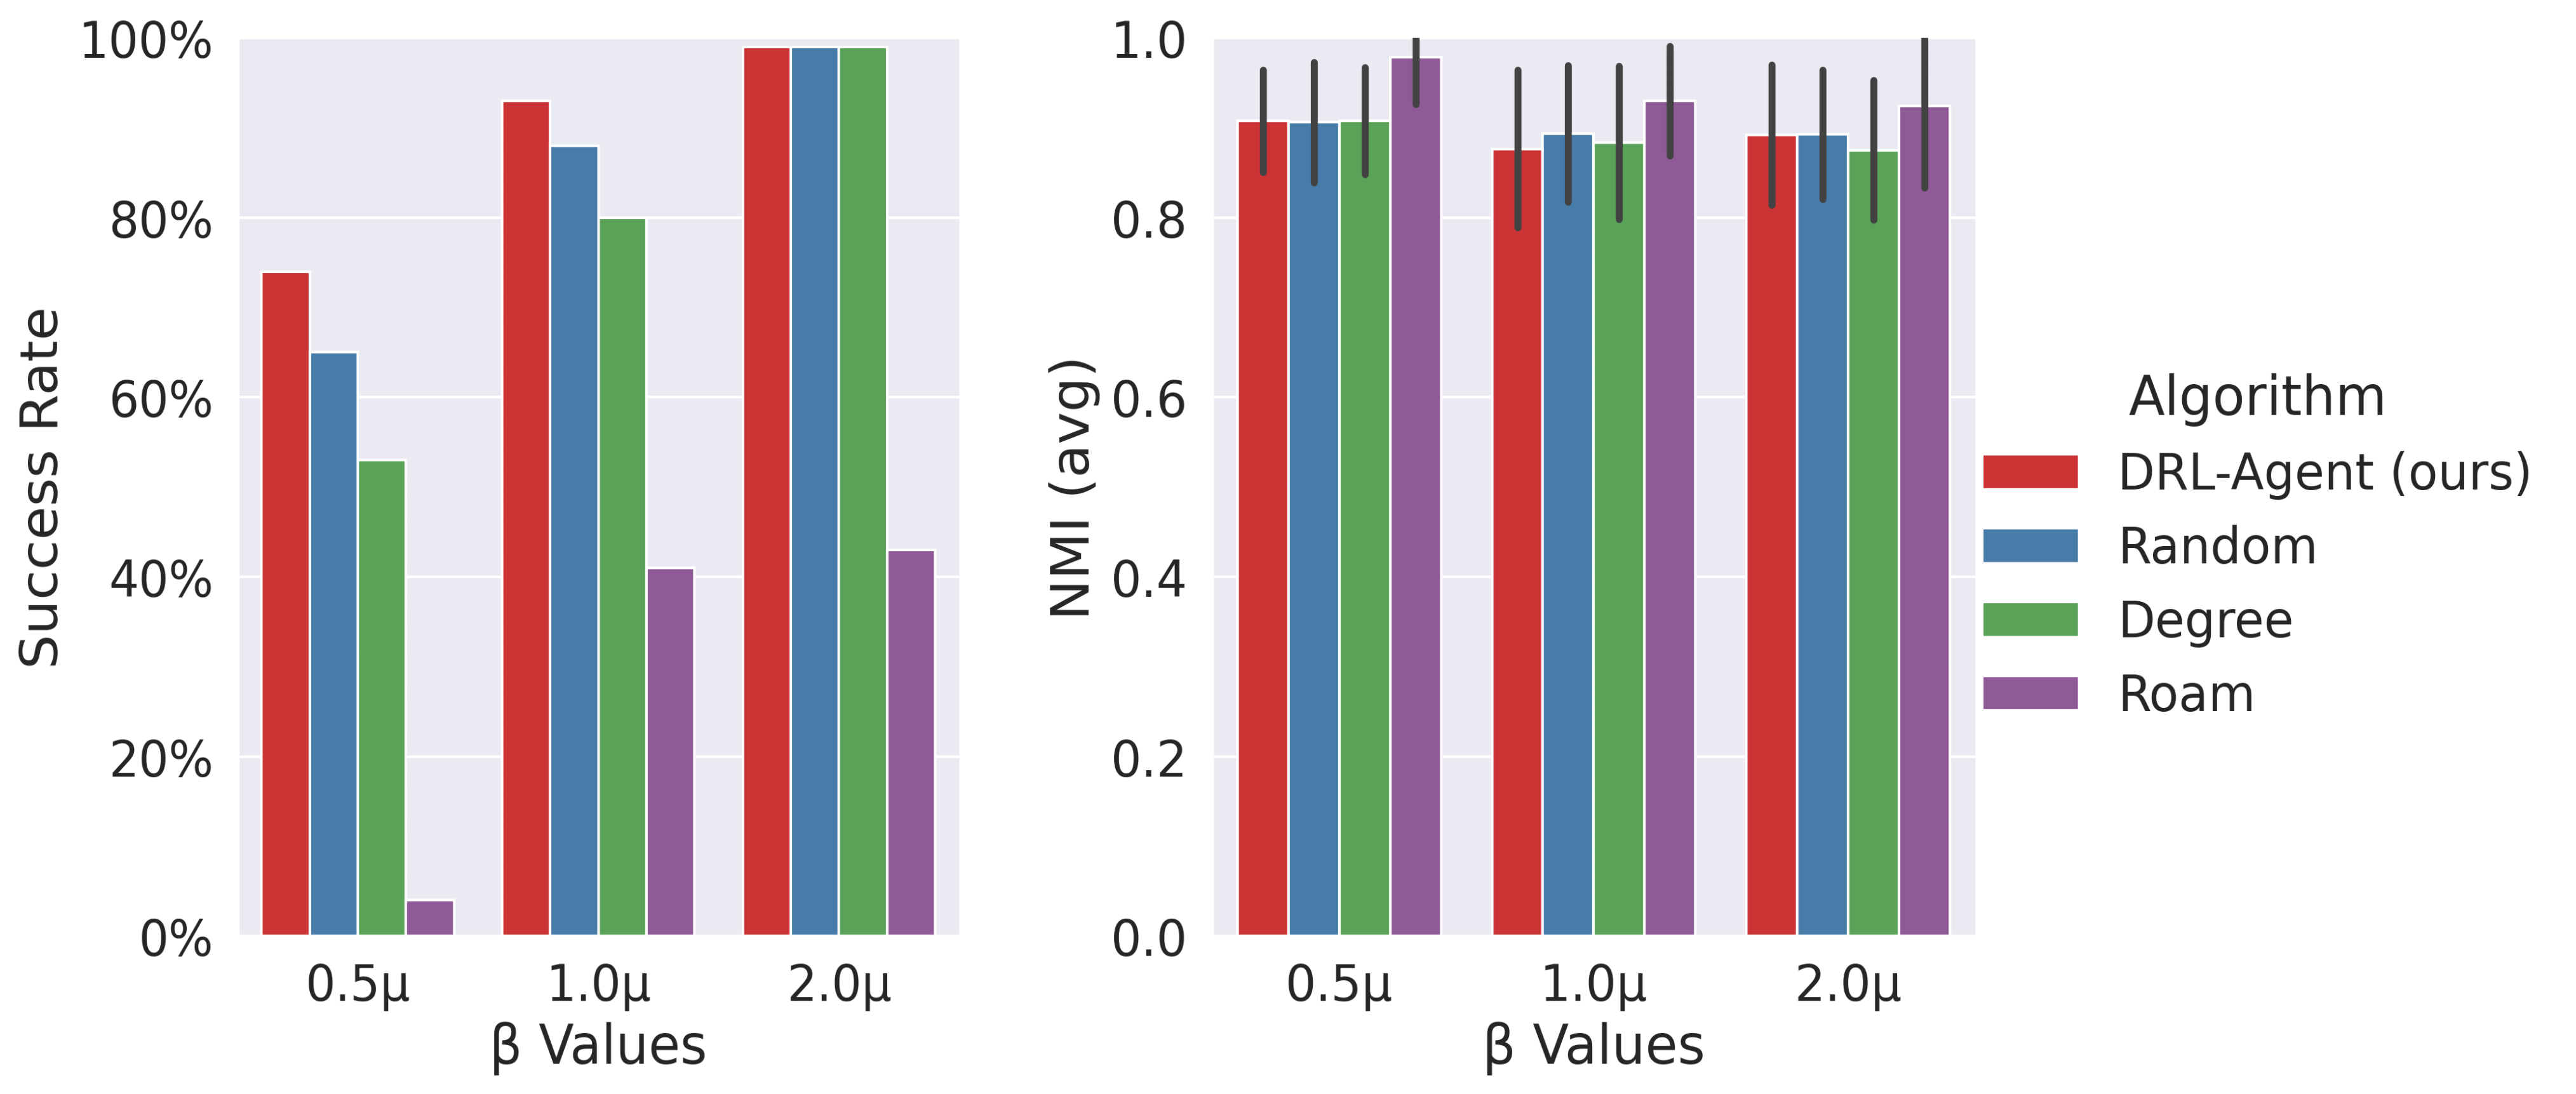 100%
80%
60%
40%
20%
0%
Success Rate
0.5μ 1.0μ 2.0μ
β Values
1.0
0.8
0.6
0.4
0.2
0.0
NMI (avg)
0.5μ 1.0μ 2.0μ
β Values
Algorithm
DRL-Agent (ours)
Random
Degree
Roam